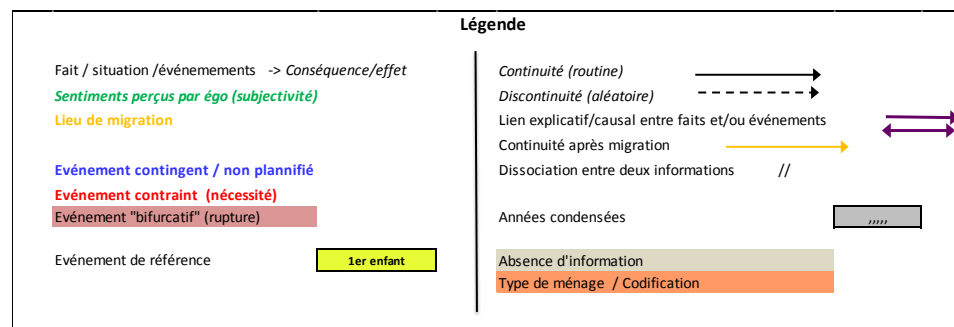 Légende
Fait / situation /événemements -> Conséquence/effet
Sentiments perçus par égo (subjectivité)
Lieu de migration
Evénement contingent / non plannifié
Evénement contraint (nécessité)
Evénement "bifurcatif" (rupture)
Evénement de référence
1er enfant
Continuité (routine)
Discontinuité (aléatoire)
Lien explicatif/causal entre faits et/ou événements
Continuité après migration
Dissociation entre deux informations //
Années condensées
,,,,,
Absence d'information
Type de ménage / Codification